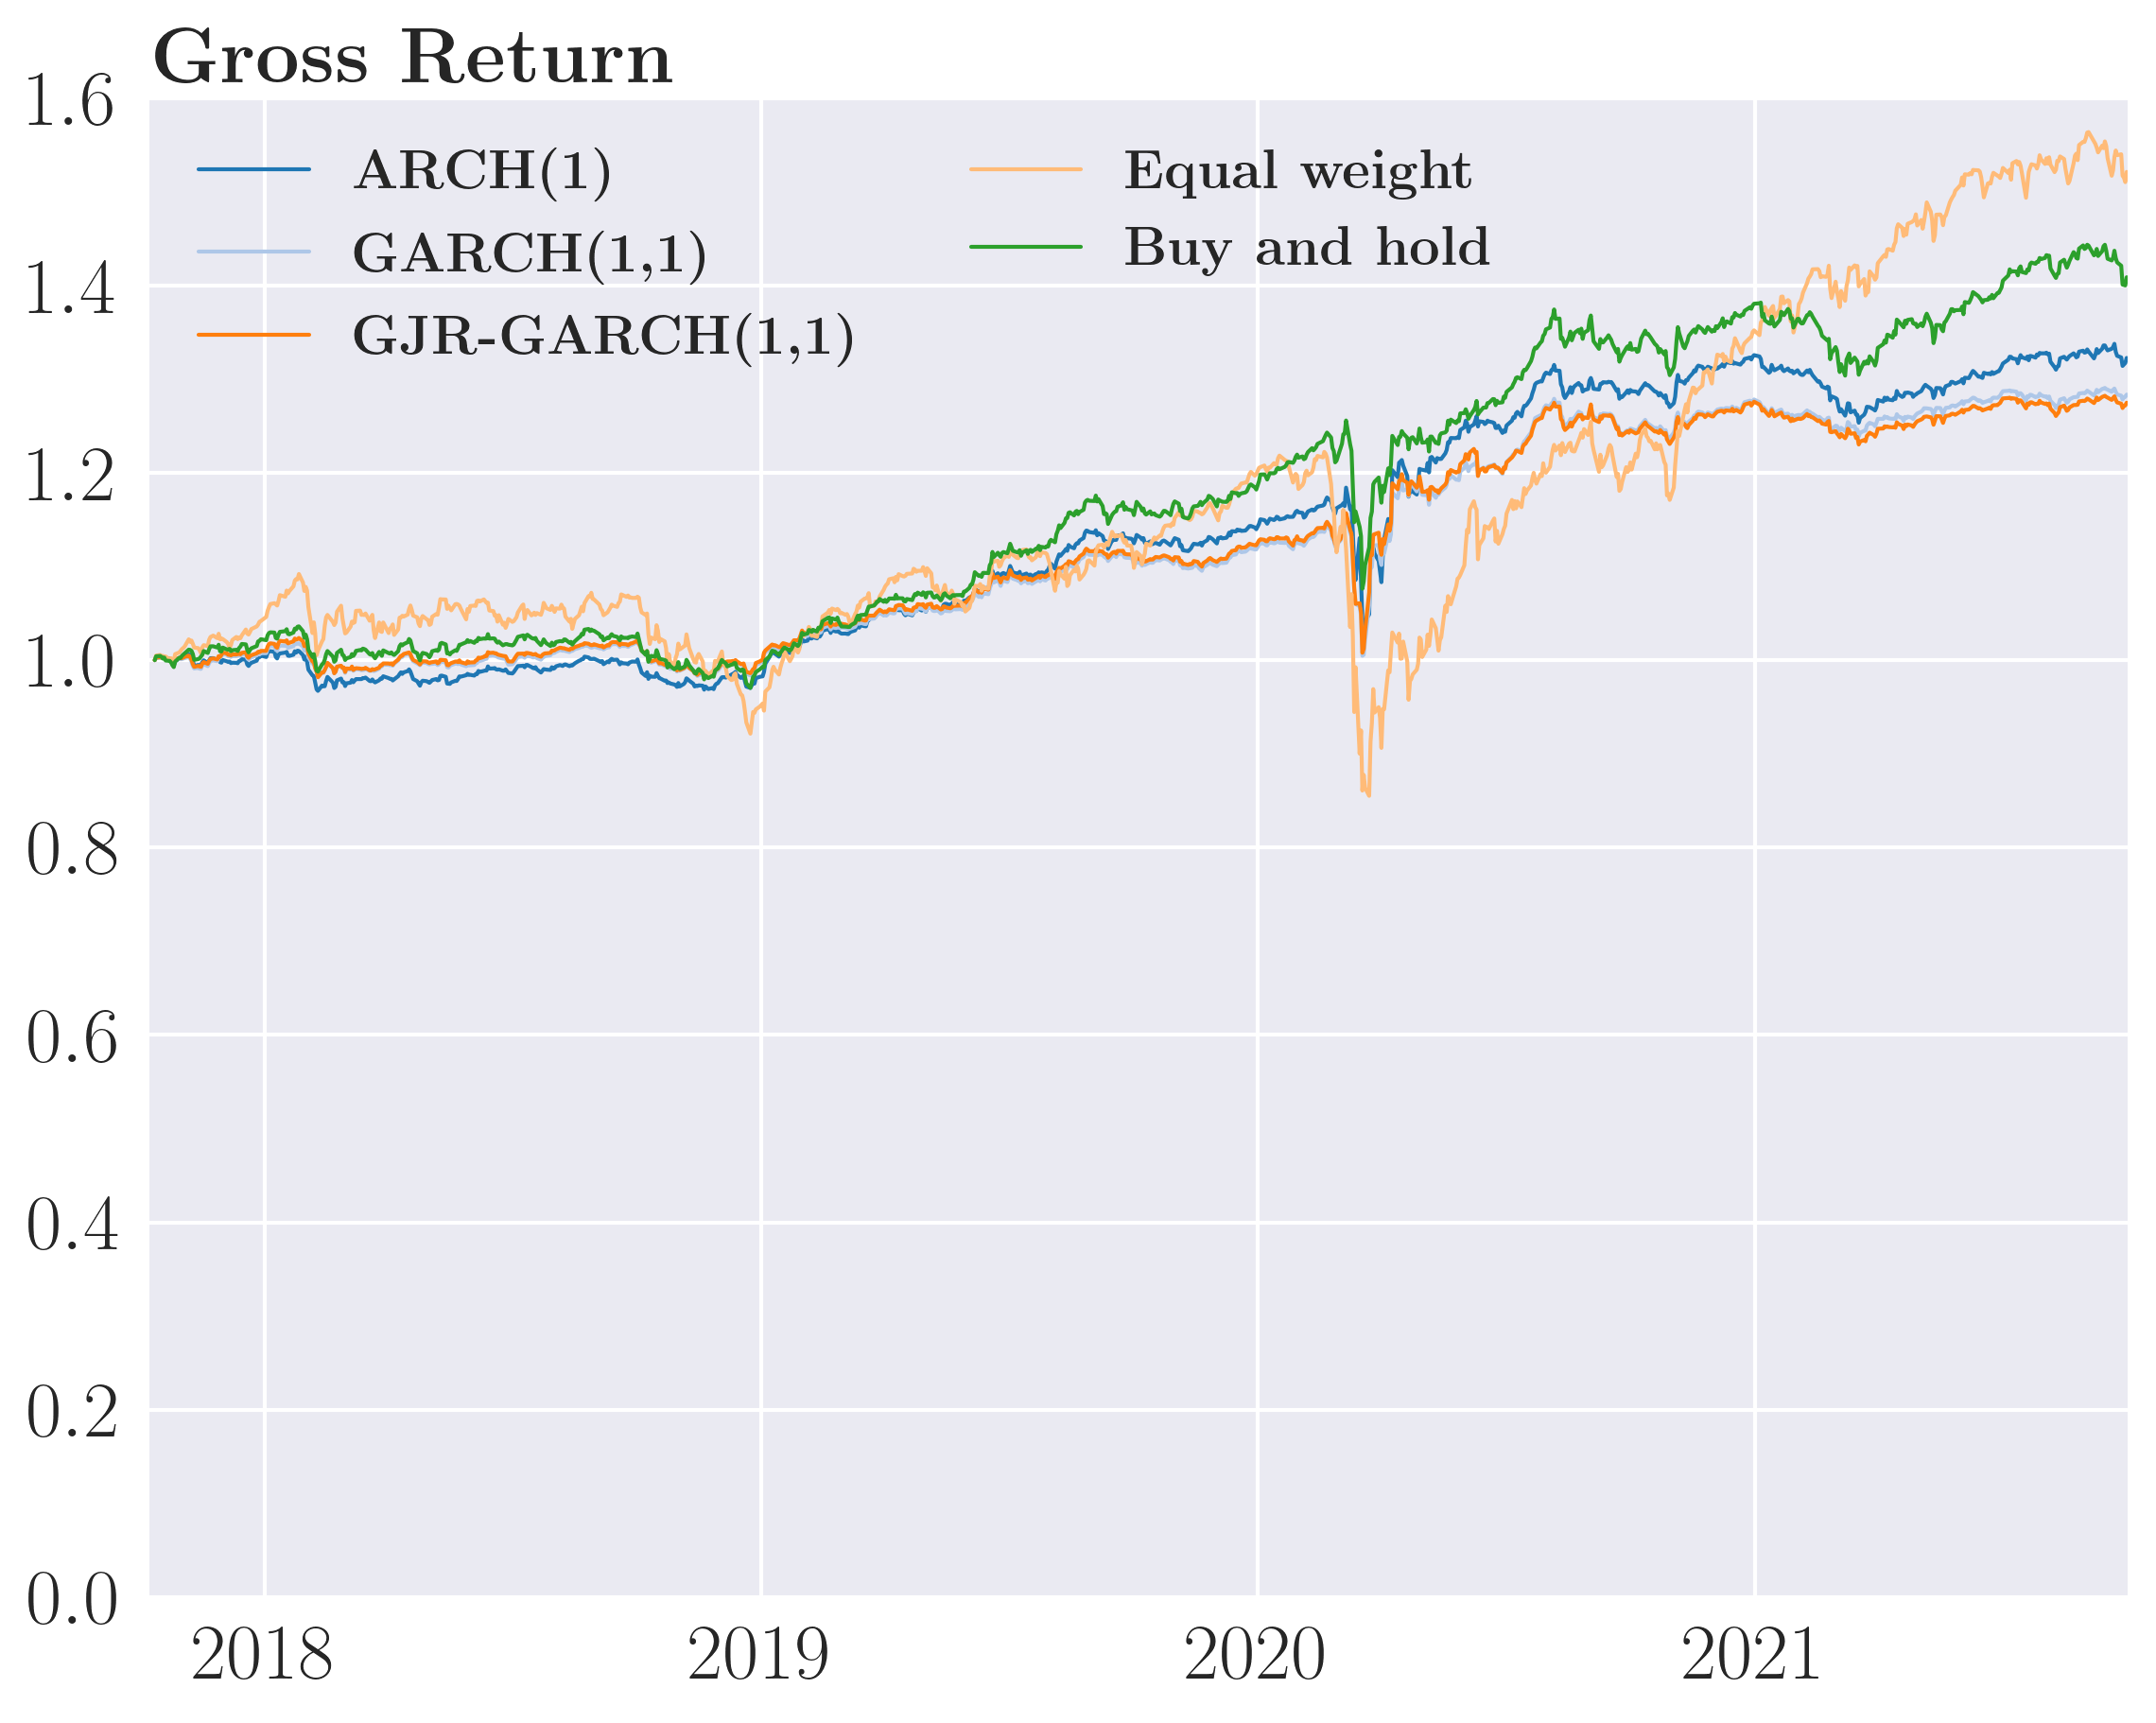 Gross Return
1.6
1.4
1.2
1.0
0.8
0.6
0.4
0.2
0.0
ARCH(1)
GARCH(1,1)
GJR-GARCH(1,1)
Equal weight
Buy and hold
2018 2019 2020 2021